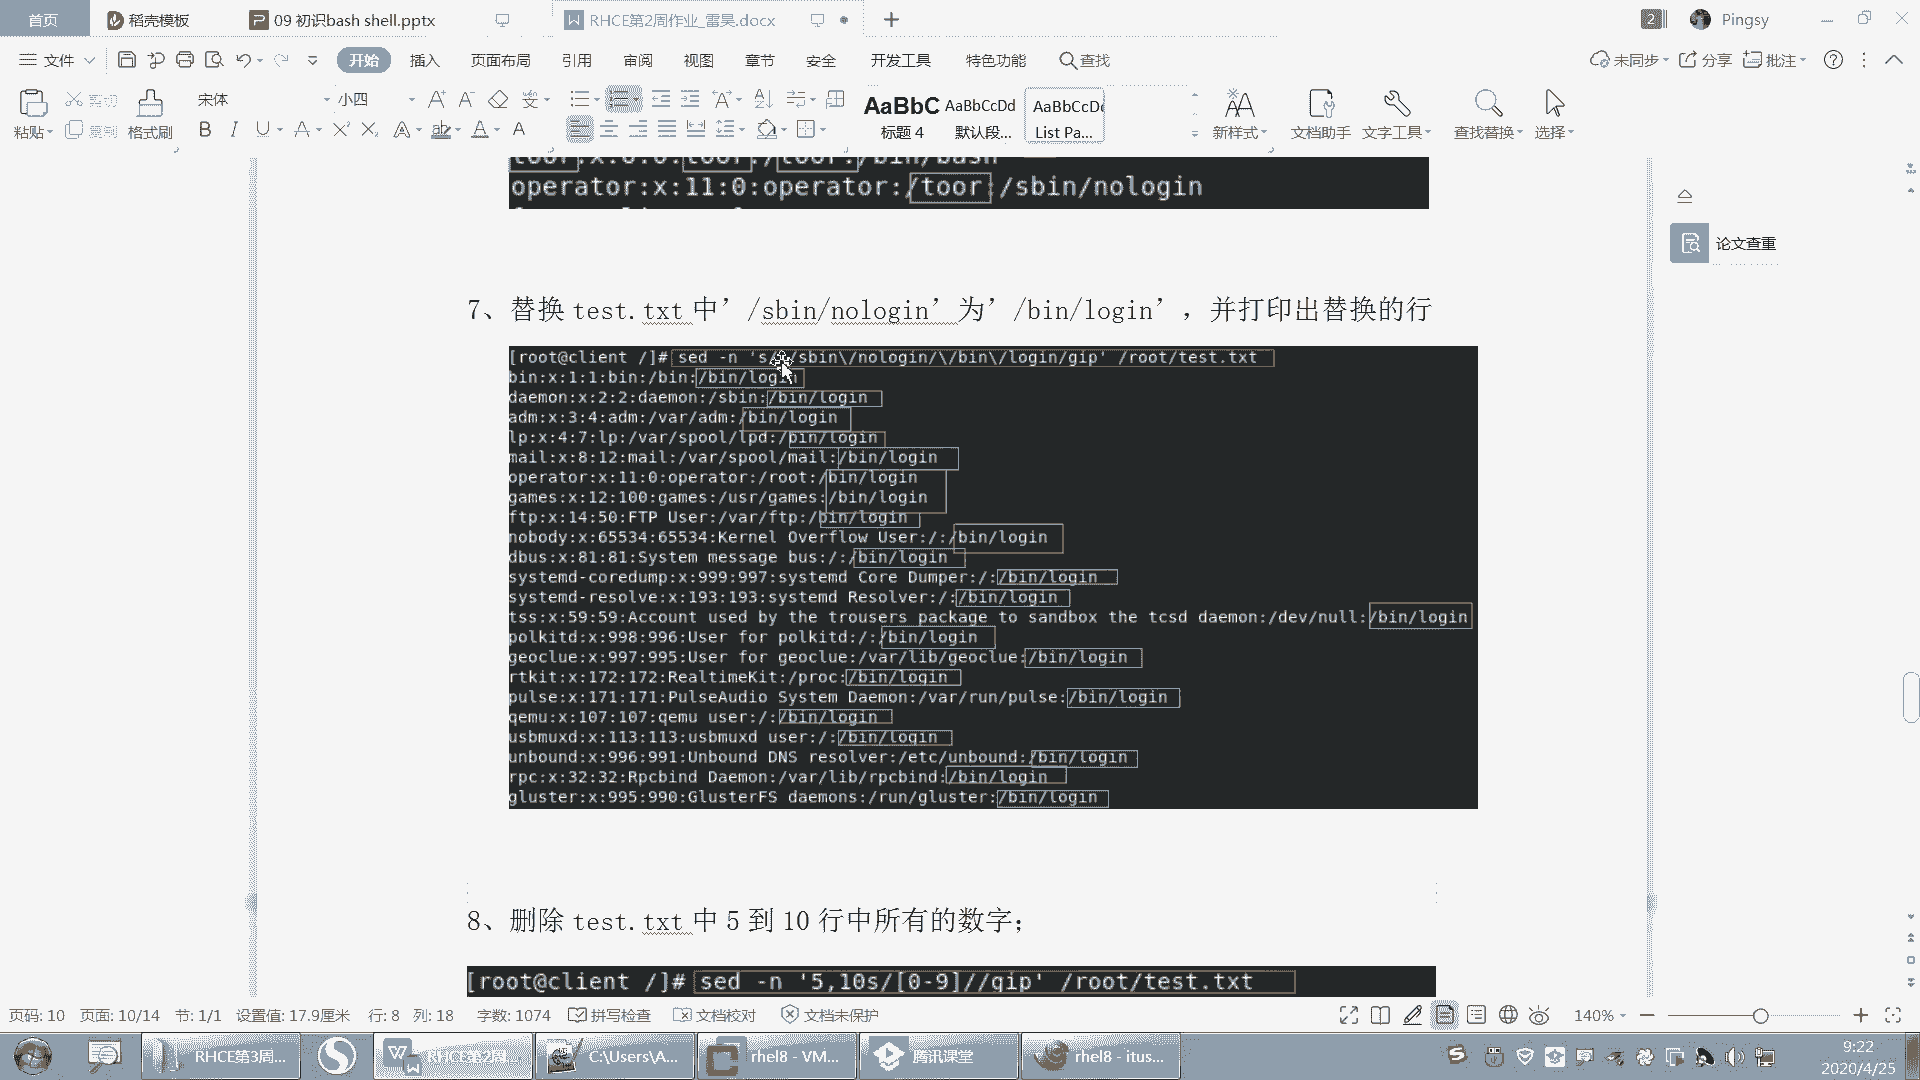 首页 稻壳模板 09 初识bash shell.pptx RHCE第2周作业_雷昊.docx 2 Pingsy
文件 开始 插入 页面布局 引用 审阅 视图 章节 安全 开发工具 特色功能 查找 未同步 分享 批注
粘贴 剪切 复制 格式刷 宋体 小四 B I U AaBbC 标题 4 AaBbCcDd 默认段... AaBbCcDd List Pa... 新样式 文档助手 文字工具 查找替换 选择
论文查重
toor:x:0:0:toor:/toor:/bin/bash
operator:x:11:0:operator:/toor:/sbin/nologin
7、替换 test.txt 中’ /sbin/nologin’ 为’ /bin/login’ ，并打印出替换的行
[root@client /]# sed -n 's/\/sbin\/nologin/\/bin\/login/gip' /root/test.txt
bin:x:1:1:bin:/bin:/bin/login
daemon:x:2:2:daemon:/sbin:/bin/login
adm:x:3:4:adm:/var/adm:/bin/login
lp:x:4:7:lp:/var/spool/lpd:/bin/login
mail:x:8:12:mail:/var/spool/mail:/bin/login
operator:x:11:0:operator:/root:/bin/login
games:x:12:100:games:/usr/games:/bin/login
ftp:x:14:50:FTP User:/var/ftp:/bin/login
nobody:x:65534:65534:Kernel Overflow User:/:/bin/login
dbus:x:81:81:System message bus:/:/bin/login
systemd-coredump:x:999:997:systemd Core Dumper:/:/bin/login
systemd-resolve:x:193:193:systemd Resolver:/:/bin/login
tss:x:59:59:Account used by the trousers package to sandbox the tcsd daemon:/dev/null:/bin/login
polkitd:x:998:996:User for polkitd:/:/bin/login
geoclue:x:997:995:User for geoclue:/var/lib/geoclue:/bin/login
rtkit:x:172:172:RealtimeKit:/proc:/bin/login
pulse:x:171:171:PulseAudio System Daemon:/var/run/pulse:/bin/login
qemu:x:107:107:qemu user:/:/bin/login
usbmuxd:x:113:113:usbmuxd user:/:/bin/login
unbound:x:996:991:Unbound DNS resolver:/etc/unbound:/bin/login
rpc:x:32:32:Rpcbind Daemon:/var/lib/rpcbind:/bin/login
gluster:x:995:990:GlusterFS daemons:/run/gluster:/bin/login
8、删除 test.txt 中 5 到 10 行中所有的数字；
[root@client /]# sed -n '5,10s/[0-9]//gip' /root/test.txt
页码: 10 页面: 10/14 节: 1/1 设置值: 17.9厘米 行: 8 列: 18 字数: 1074 拼写检查 文档校对 文档未保护 140%
RHCE第3周... RHCE第2周... C:\Users\A... rhel8 - VM... 腾讯课堂 rhel8 - itus... 9:22
2020/4/25